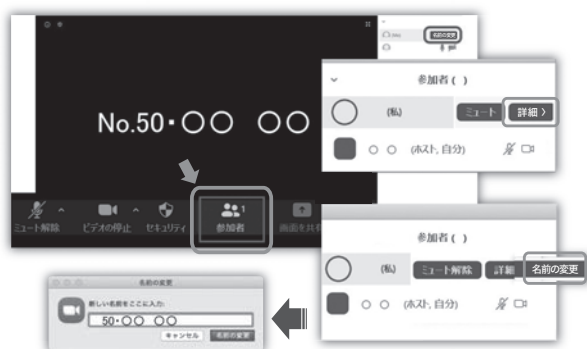 名前の変更
参加者 ( )
(私) ミュート 詳細 >
○ ○ (ホスト, 自分)
No.50・○○ ○○
ミュート解除 ビデオの停止 セキュリティ 参加者 1 画面を共有
参加者 ( )
(私) ミュート解除 詳細 名前の変更
○ ○ (ホスト, 自分)
名前の変更
新しい名前をここに入力:
50・○○ ○○
キャンセル 名前の変更